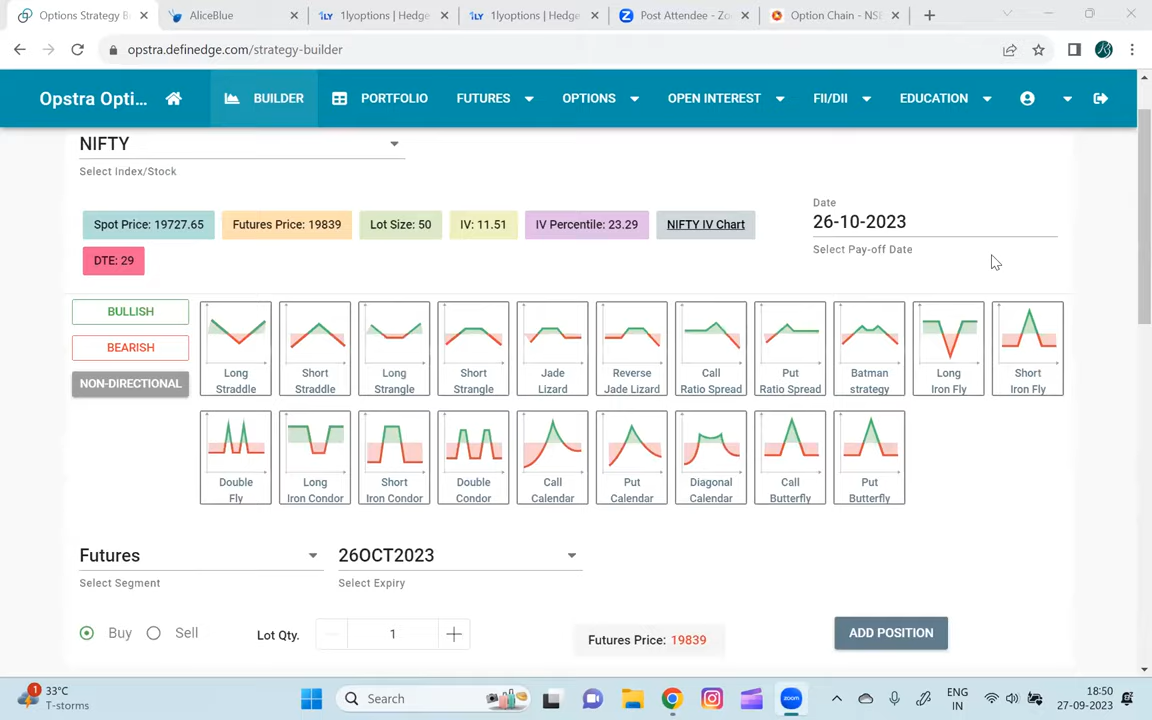 Options Strategy B
AliceBlue
1lyoptions | Hedge
1lyoptions | Hedge
Post Attendee - Zo
Option Chain - NSE
opstra.definedge.com/strategy-builder
Opstra Opti...
BUILDER
PORTFOLIO
FUTURES
OPTIONS
OPEN INTEREST
FII/DII
EDUCATION
NIFTY
Select Index/Stock
Spot Price: 19727.65
Futures Price: 19839
Lot Size: 50
IV: 11.51
IV Percentile: 23.29
NIFTY IV Chart
DTE: 29
Date
26-10-2023
Select Pay-off Date
BULLISH
BEARISH
NON-DIRECTIONAL
Long
Straddle
Short
Straddle
Long
Strangle
Short
Strangle
Jade
Lizard
Reverse
Jade Lizard
Call
Ratio Spread
Put
Ratio Spread
Batman
strategy
Long
Iron Fly
Short
Iron Fly
Double
Fly
Long
Iron Condor
Short
Iron Condor
Double
Condor
Call
Calendar
Put
Calendar
Diagonal
Calendar
Call
Butterfly
Put
Butterfly
Futures
Select Segment
26OCT2023
Select Expiry
Buy
Sell
Lot Qty.
1
Futures Price: 19839
ADD POSITION
1
33°C
T-storms
Search
zoom
ENG
IN
18:50
27-09-2023